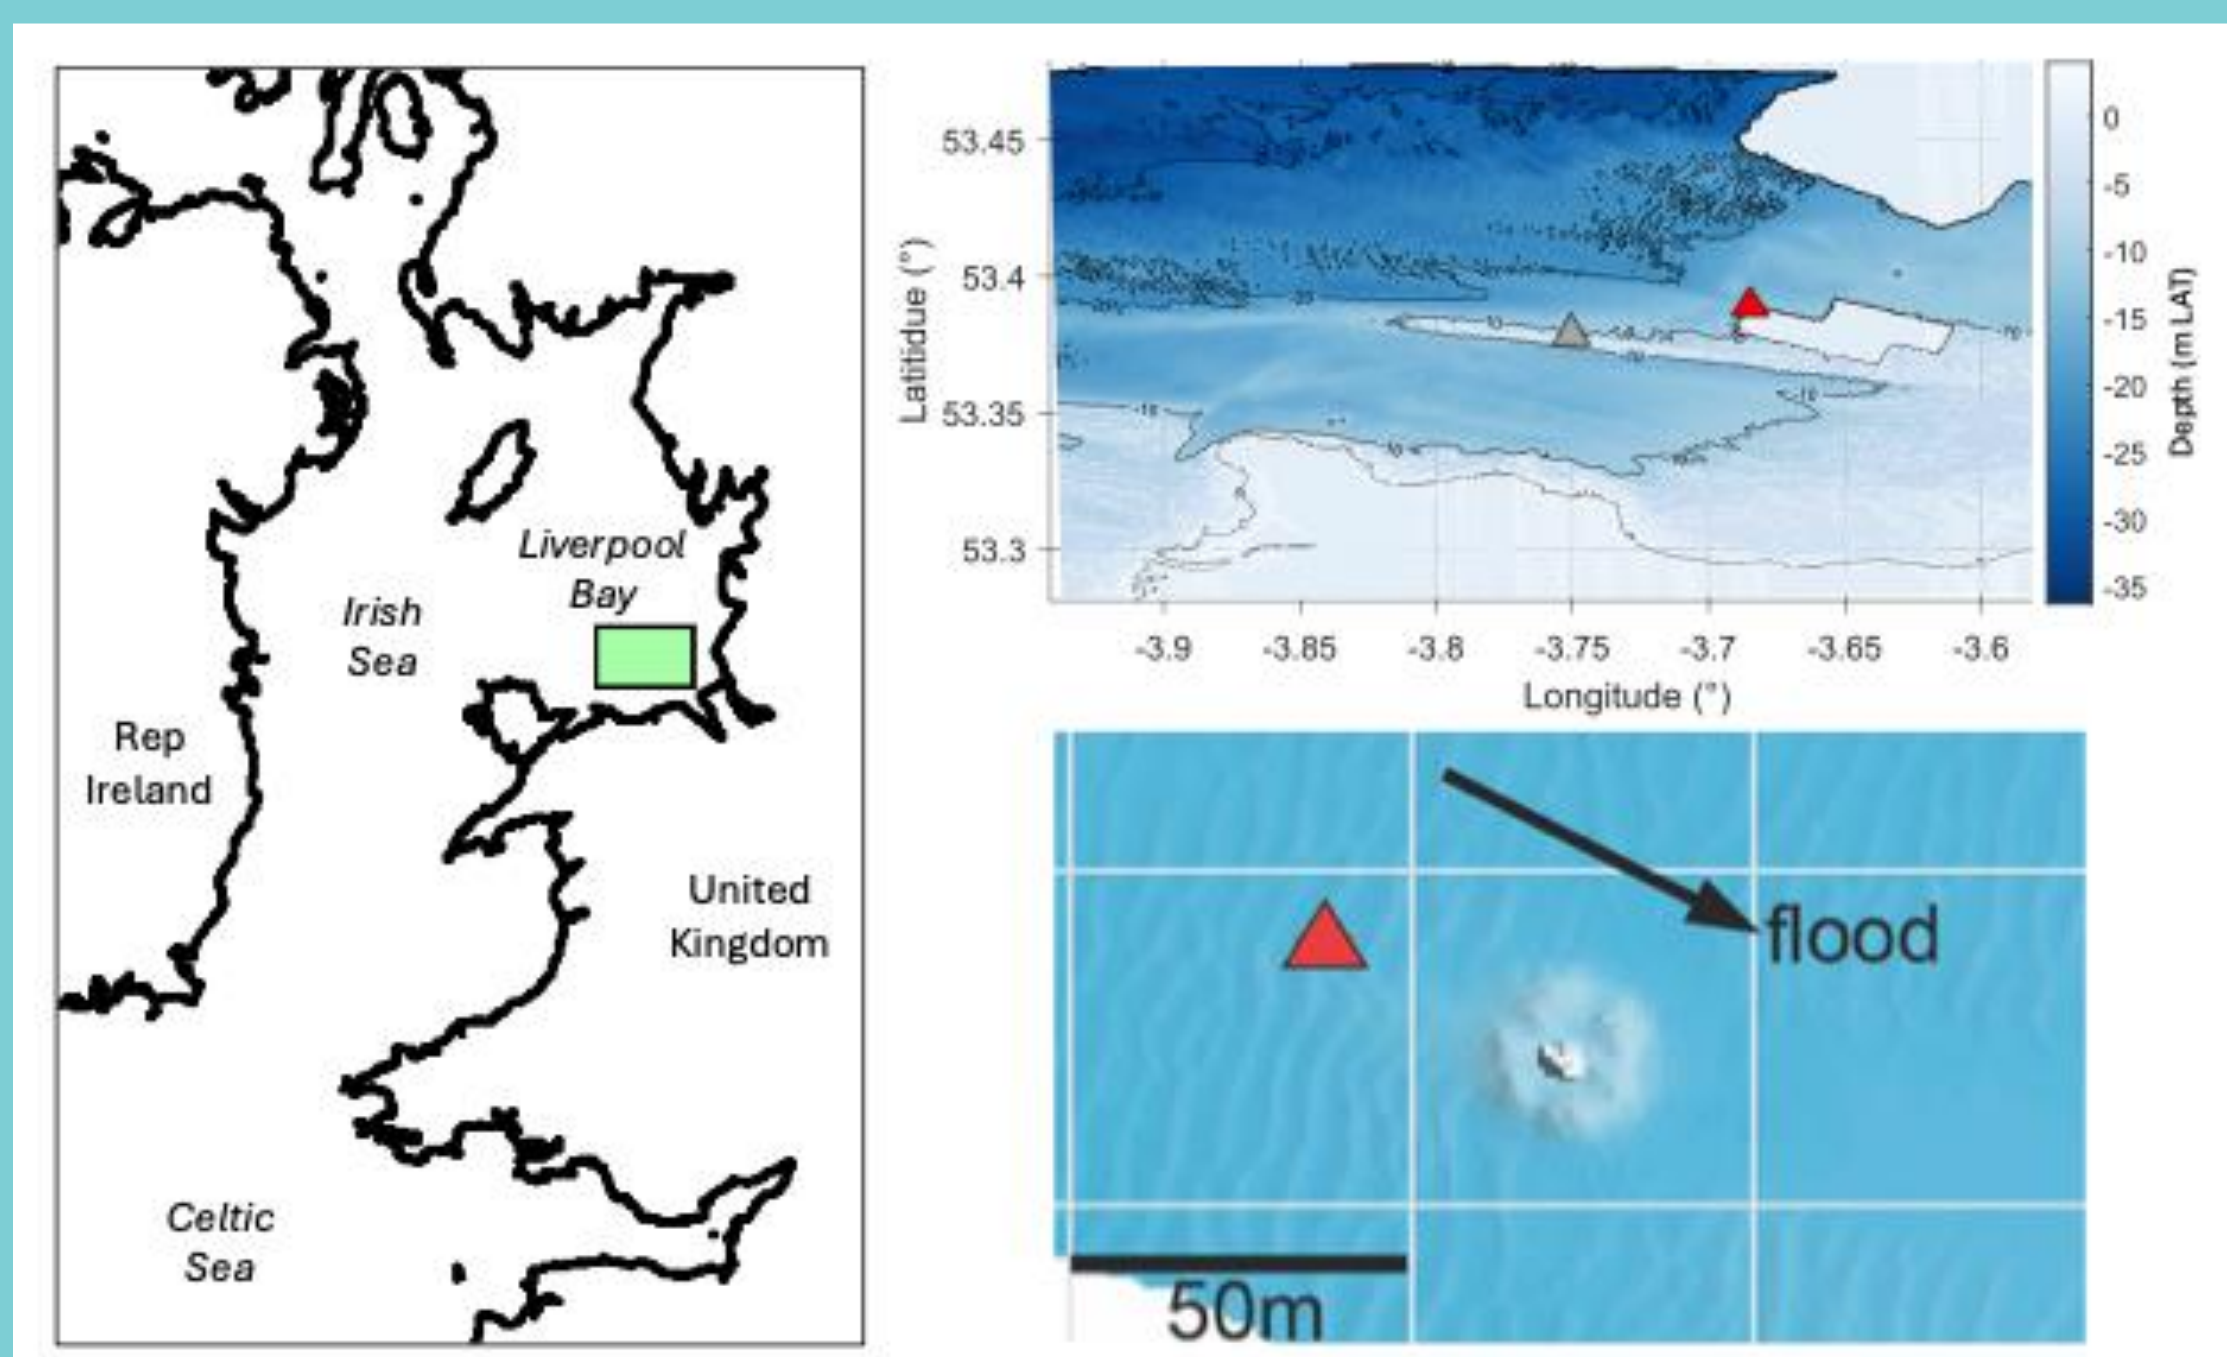 Liverpool
Bay
Irish
Sea
Rep
Ireland
United
Kingdom
Celtic
Sea
53.45
53.4
53.35
53.3
Latitidue (°)
-3.9
-3.85
-3.8
-3.75
-3.7
-3.65
-3.6
Longitude (°)
0
-5
-10
-15
-20
-25
-30
-35
Depth (m LAT)
flood
50m